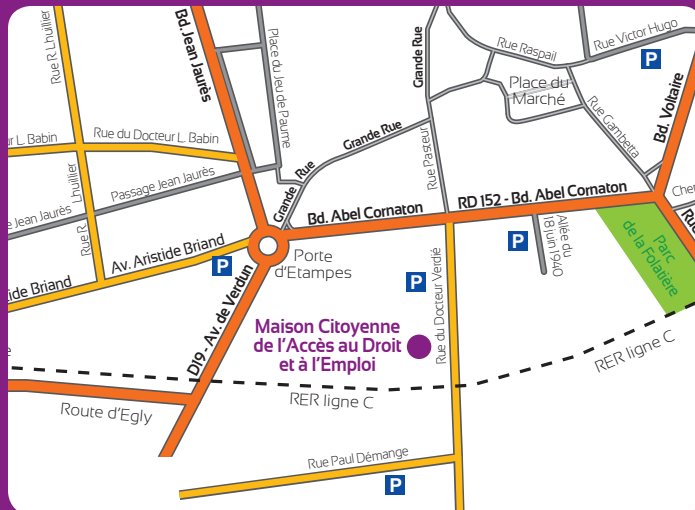 Rue R. Lhuillier
Bd. Jean Jaurès
Place du Jeu de Paume
Grande Rue
Rue Raspail
Rue Victor Hugo
P
Place du
Marché
Rue Gambetta
Bd. Voltaire
L. Babin
Rue du Docteur L. Babin
Grande Rue
Rue Pasteur
Lhuillier
Rue R.
Passage Jean Jaurès
Jean Jaurès
Grande Rue
Bd. Abel Cornaton
RD 152 - Bd. Abel Cornaton
Av. Aristide Briand
Briand
P
Porte
d'Etampes
P
P
Allée du
18 juin 1940
Parc
de la Folatière
Rue du Docteur Verdié
D19 - Av. de Verdun
Maison Citoyenne
de l'Accès au Droit
et à l'Emploi
RER ligne C
RER ligne C
Route d'Egly
Rue Paul Démange
P